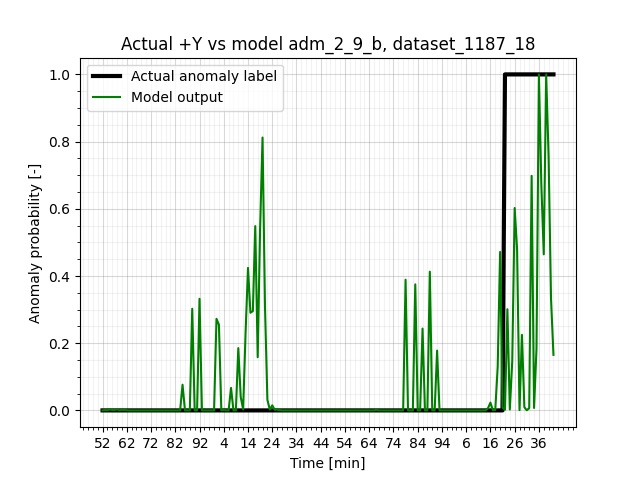 Actual +Y vs model adm_2_9_b, dataset_1187_18
Actual anomaly label
Model output
Anomaly probability [-]
1.0
0.8
0.6
0.4
0.2
0.0
52 62 72 82 92 4 14 24 34 44 54 64 74 84 94 6 16 26 36
Time [min]